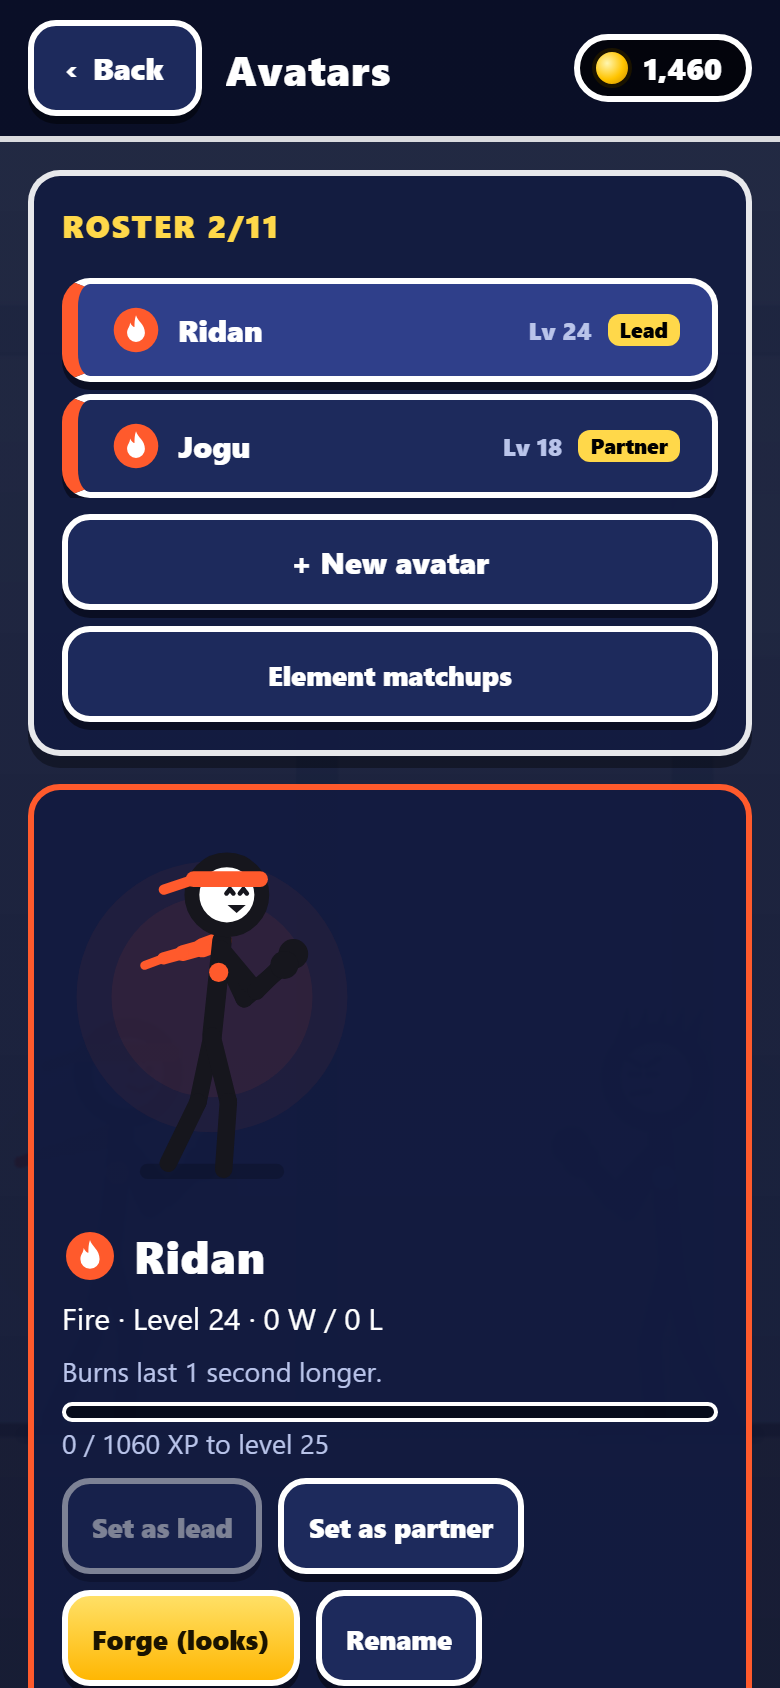 ‹ Back
Avatars
1,460
ROSTER 2/11
Ridan
Lv 24
Lead
Jogu
Lv 18
Partner
+ New avatar
Element matchups
Ridan
Fire · Level 24 · 0 W / 0 L
Burns last 1 second longer.
0 / 1060 XP to level 25
Set as lead
Set as partner
Forge (looks)
Rename